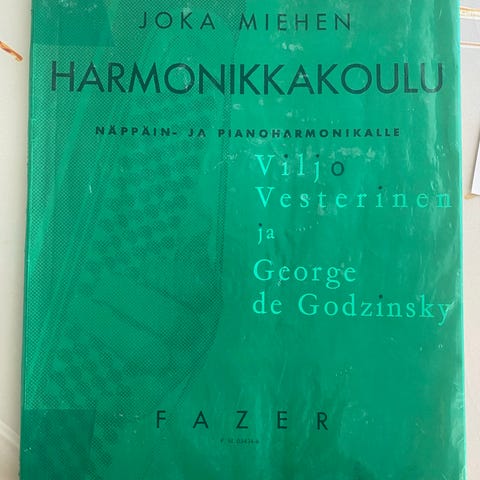 JOKA MIEHEN
HARMONIKKAKOULU
NÄPPÄIN- JA PIANOHARMONIKALLE
Viljo
Vesterinen
ja
George
de Godzinsky
FAZER